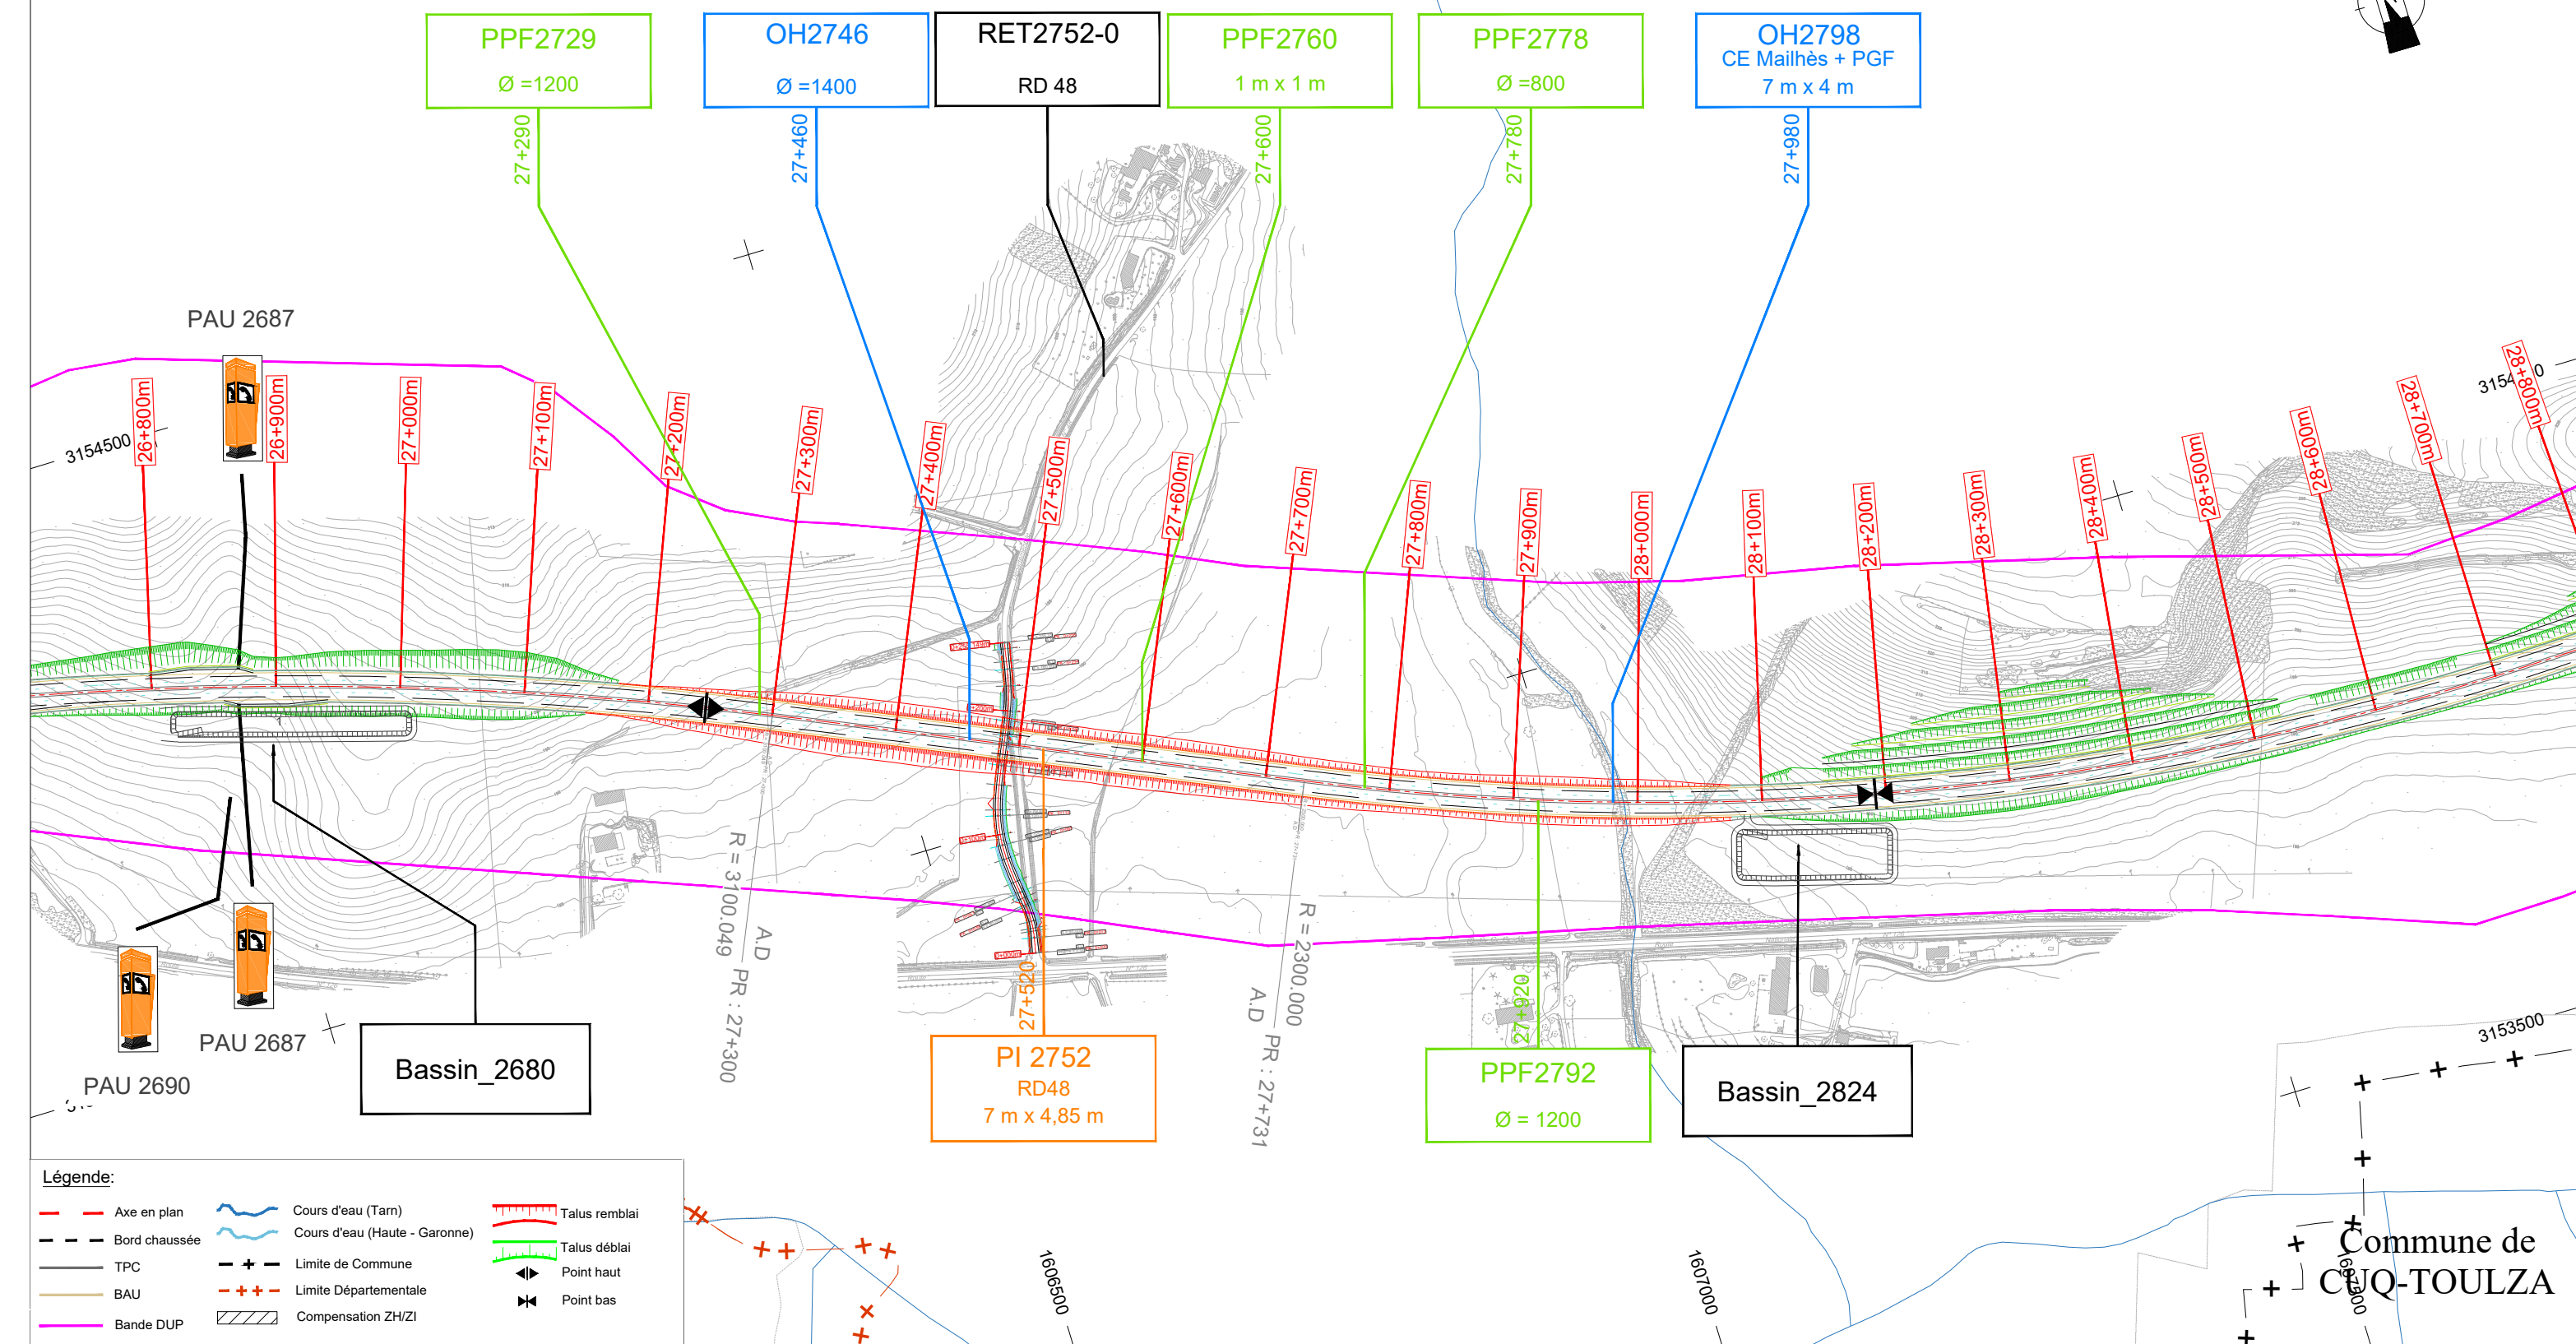 PPF2729
Ø =1200
27+290
OH2746
Ø =1400
27+460
RET2752-0
RD 48
PPF2760
1 m x 1 m
27+600
PPF2778
Ø =800
27+780
OH2798
CE Mailhès + PGF
7 m x 4 m
27+980
PAU 2687
3154500
26+800m
26+900m
27+000m
27+100m
27+200m
27+300m
27+400m
27+500m
27+600m
27+700m
27+800m
27+900m
28+000m
28+100m
28+200m
28+300m
28+400m
28+500m
28+600m
28+700m
28+800m
R = 3100.049
A.D
PR : 27+300
R = 2300.000
A.D
PR : 27+731
PAU 2687
PAU 2690
Bassin_2680
27+520
PI 2752
RD48
7 m x 4,85 m
27+920
PPF2792
Ø = 1200
Bassin_2824
3153500
Légende:
Axe en plan
Bord chaussée
TPC
BAU
Bande DUP
Cours d'eau (Tarn)
Cours d'eau (Haute - Garonne)
Limite de Commune
Limite Départementale
Compensation ZH/ZI
Talus remblai
Talus déblai
Point haut
Point bas
1606500
1607000
1607500
Commune de
CUQ-TOULZA